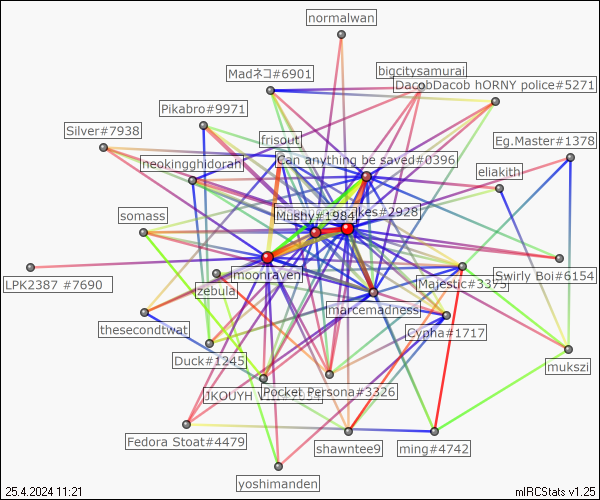 normalwan
bigcitysamurai
Madネコ#6901
DacobDacob hORNY police#5271
Pikabro#9971
Silver#7938
frisout
Eg.Master#1378
neokingghidorah
Can anything be saved#0396
eliakith
somass
Mushy#1984
kes#2928
LPK2387 #7690
moonraven
Swirly Boi#6154
zebula
Majestic#3375
marcemadness
thesecondtwat
Cypha#1717
Duck#1245
mukszi
JKOUYH
Pocket Persona#3326
Fedora Stoat#4479
shawntee9
ming#4742
yoshimanden
25.4.2024 11:21
mIRCStats v1.25